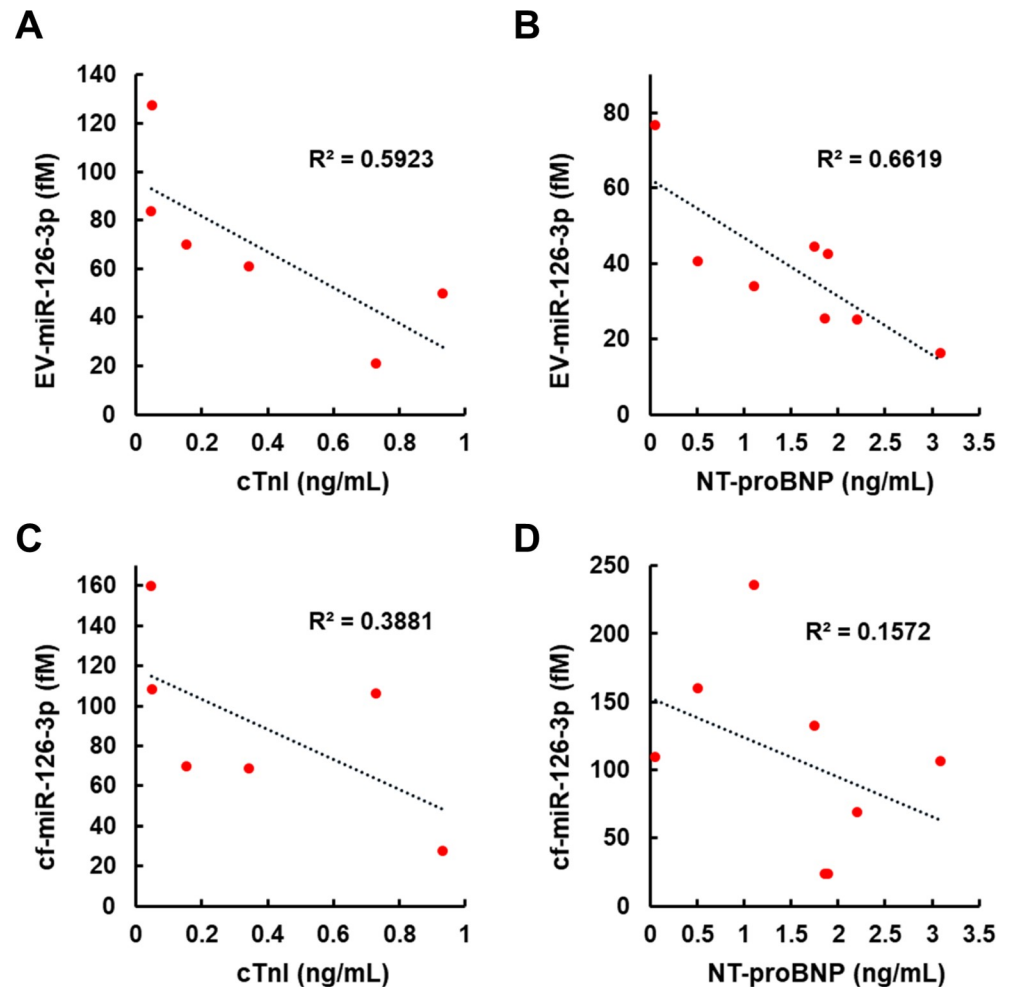 A
140
120
100
80
60
40
20
0
EV-miR-126-3p (fM)
R² = 0.5923
0 0.2 0.4 0.6 0.8 1
cTnI (ng/mL)
B
80
60
40
20
0
EV-miR-126-3p (fM)
R² = 0.6619
0 0.5 1 1.5 2 2.5 3 3.5
NT-proBNP (ng/mL)
C
160
140
120
100
80
60
40
20
0
cf-miR-126-3p (fM)
R² = 0.3881
0 0.2 0.4 0.6 0.8 1
cTnI (ng/mL)
D
250
200
150
100
50
0
cf-miR-126-3p (fM)
R² = 0.1572
0 0.5 1 1.5 2 2.5 3 3.5
NT-proBNP (ng/mL)